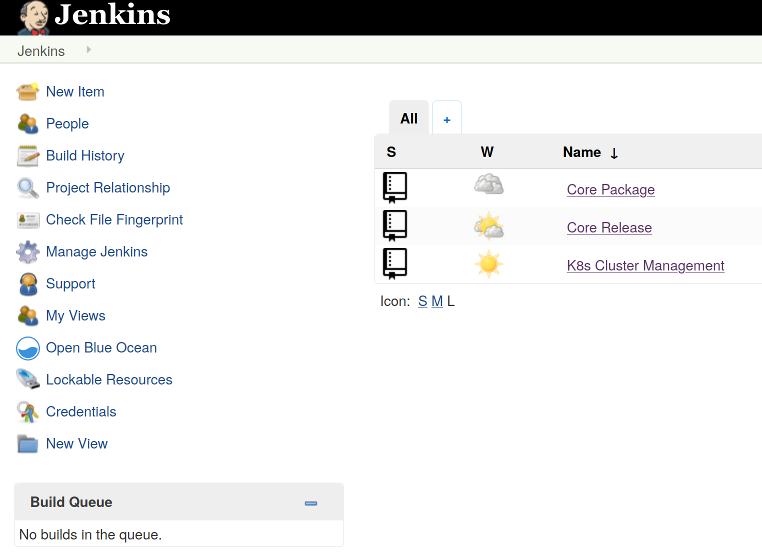 Jenkins
Jenkins
New Item
People
Build History
Project Relationship
Check File Fingerprint
Manage Jenkins
Support
My Views
Open Blue Ocean
Lockable Resources
Credentials
New View
Build Queue
No builds in the queue.
All +
S W Name ↓
Core Package
Core Release
K8s Cluster Management
Icon: S M L